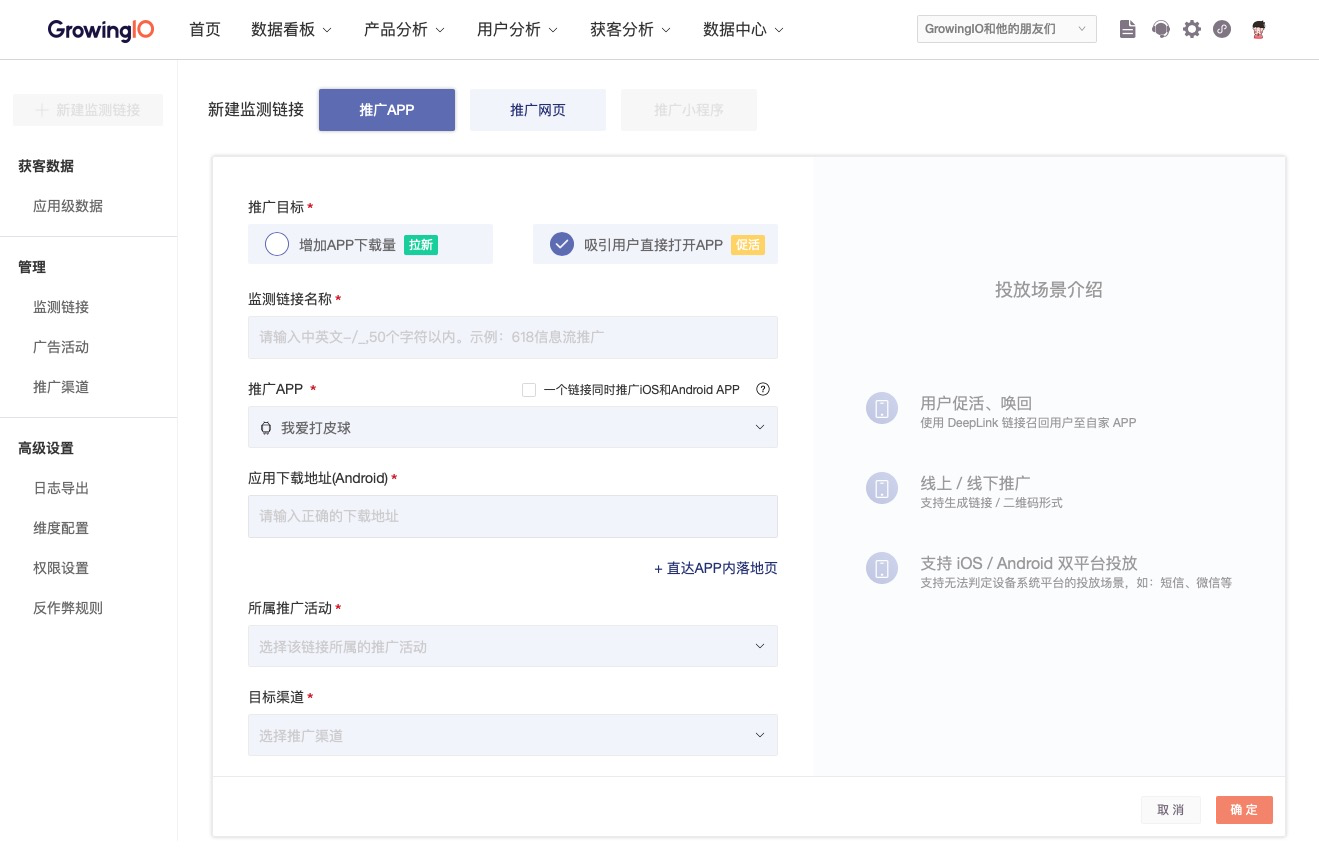 GrowingIO
首页
数据看板
产品分析
用户分析
获客分析
数据中心
GrowingIO和他的朋友们
+ 新建监测链接
获客数据
应用级数据
管理
监测链接
广告活动
推广渠道
高级设置
日志导出
维度配置
权限设置
反作弊规则
新建监测链接
推广APP
推广网页
推广小程序
推广目标*
增加APP下载量 拉新
吸引用户直接打开APP 促活
监测链接名称*
请输入中英文-/_,50个字符以内。示例：618信息流推广
推广APP *
一个链接同时推广iOS和Android APP
我爱打皮球
应用下载地址(Android)*
请输入正确的下载地址
+ 直达APP内落地页
所属推广活动*
选择该链接所属的推广活动
目标渠道*
选择推广渠道
投放场景介绍
用户促活、唤回
使用 DeepLink 链接召回用户至自家 APP
线上 / 线下推广
支持生成链接 / 二维码形式
支持 iOS / Android 双平台投放
支持无法判定设备系统平台的投放场景，如：短信、微信等
取 消
确 定